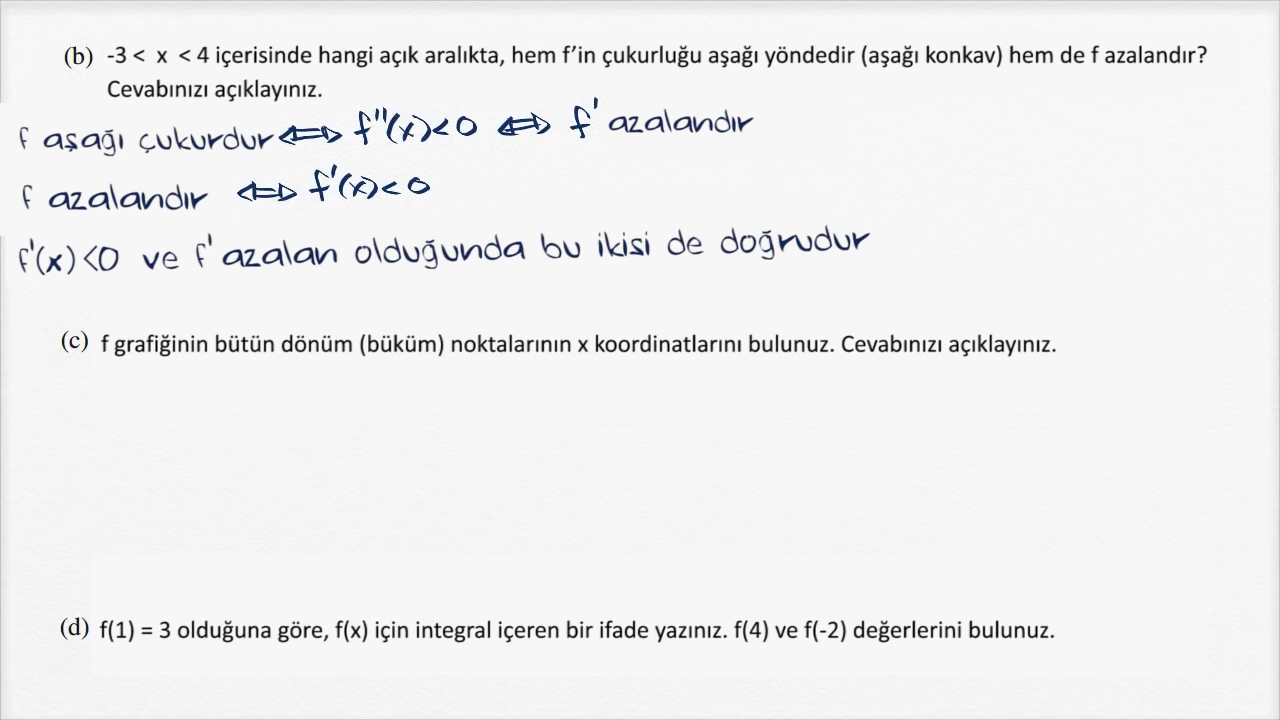 (b) -3 < x < 4 içerisinde hangi açık aralıkta, hem f'in çukurluğu aşağı yöndedir (aşağı konkav) hem de f azalandır?
Cevabınızı açıklayınız.
f aşağı çukurdur ⟺ f''(x)<0 ⟺ f' azalandır
f azalandır ⟺ f'(x)<0
f'(x)<0 ve f' azalan olduğunda bu ikisi de doğrudur
(c) f grafiğinin bütün dönüm (büküm) noktalarının x koordinatlarını bulunuz. Cevabınızı açıklayınız.
(d) f(1) = 3 olduğuna göre, f(x) için integral içeren bir ifade yazınız. f(4) ve f(-2) değerlerini bulunuz.